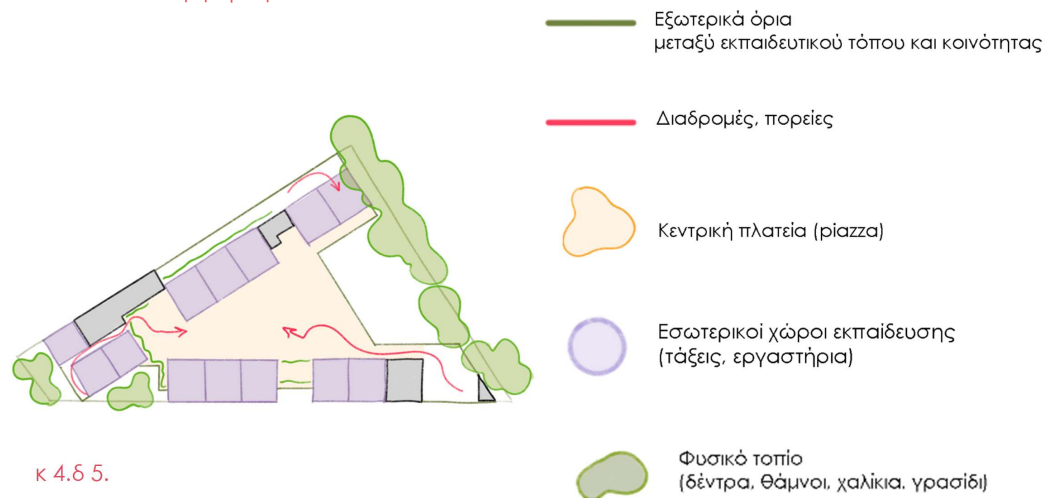 Εξωτερικά όρια
μεταξύ εκπαιδευτικού τόπου και κοινότητας
Διαδρομές, πορείες
Κεντρική πλατεία (piazza)
Εσωτερικοί χώροι εκπαίδευσης
(τάξεις, εργαστήρια)
Φυσικό τοπίο
(δέντρα, θάμνοι, χαλίκια, γρασίδι)
κ 4.δ 5.